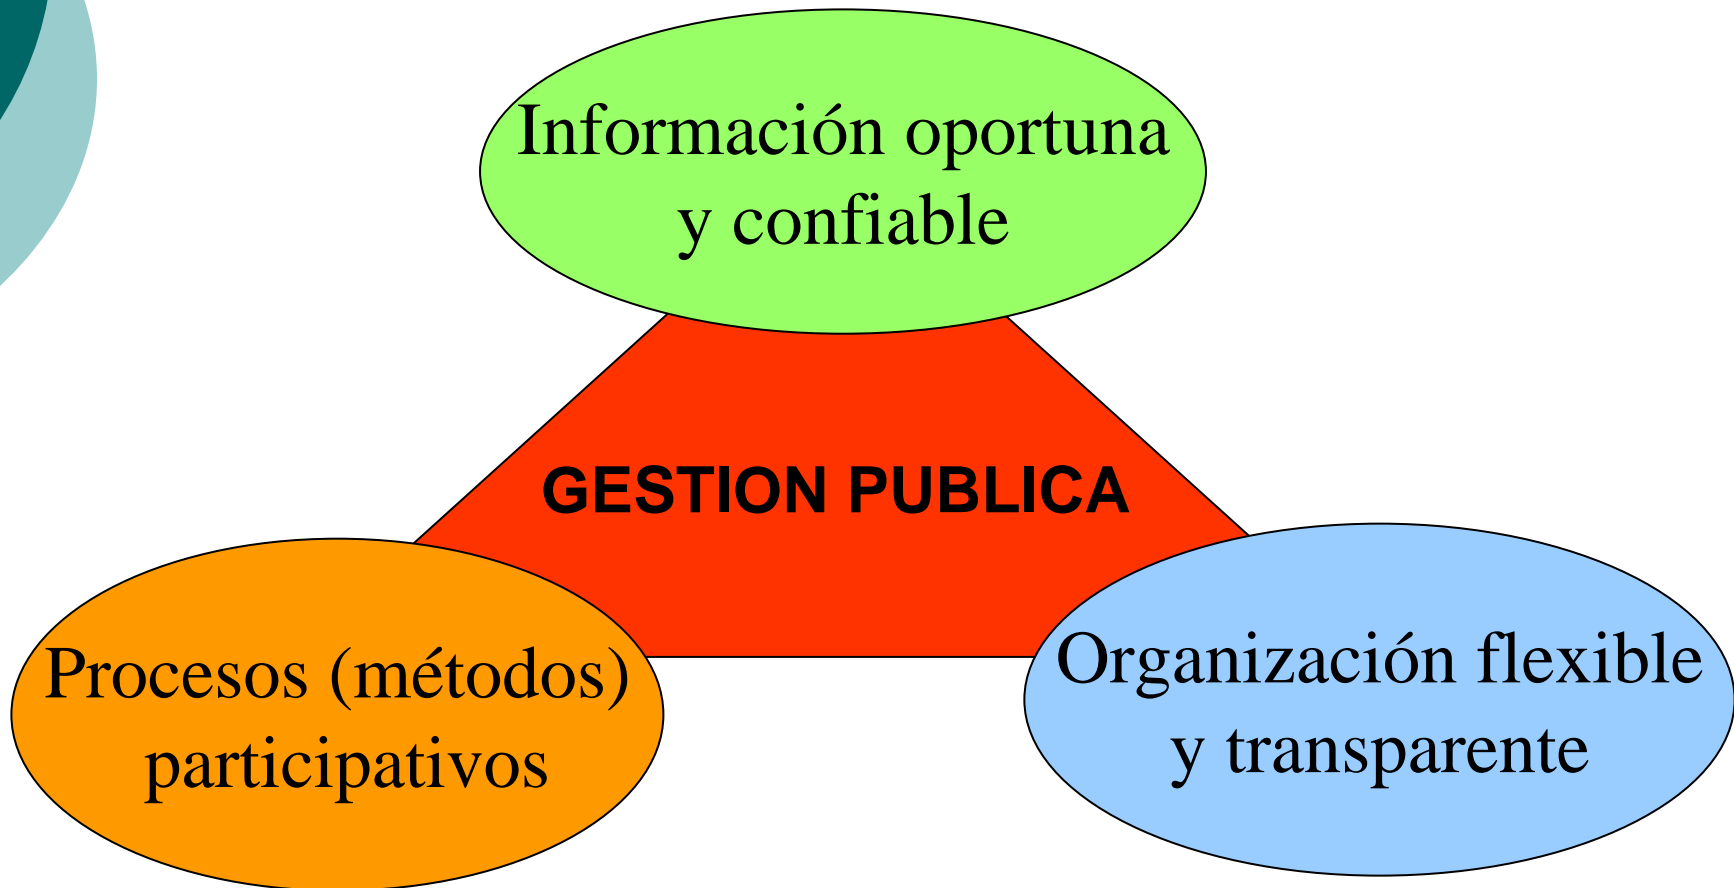 Información oportuna
y confiable
GESTION PUBLICA
Procesos (métodos)
participativos
Organización flexible
y transparente